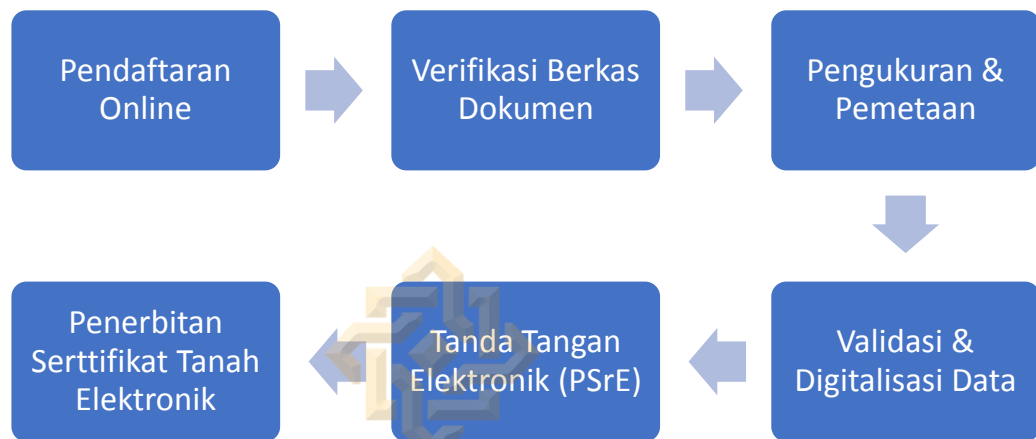 Pendaftaran
Online
Verifikasi Berkas
Dokumen
Pengukuran &
Pemetaan
Validasi &
Digitalisasi Data
Tanda Tangan
Elektronik (PSrE)
Penerbitan
Serttifikat Tanah
Elektronik